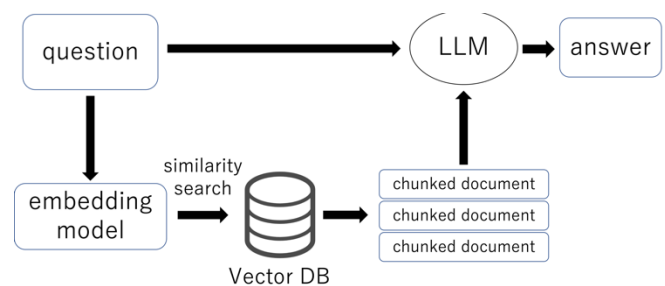 question
LLM
answer
similarity
search
embedding
model
Vector DB
chunked document
chunked document
chunked document